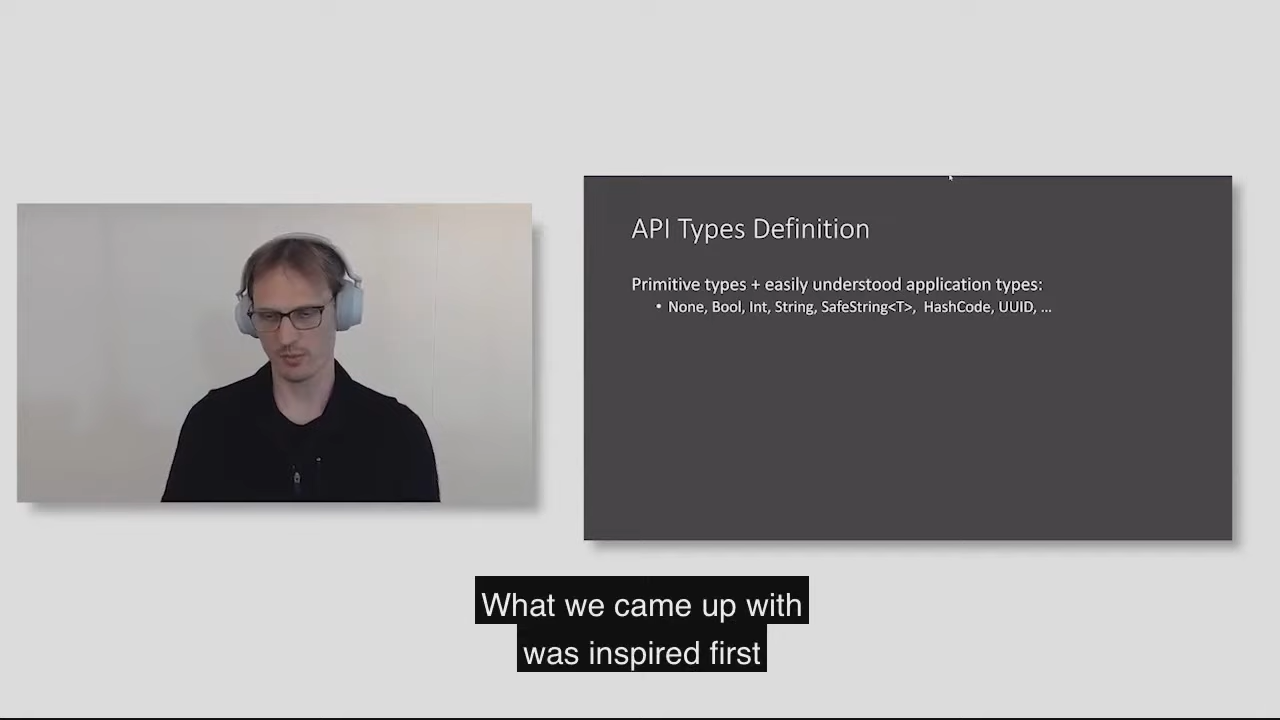 API Types Definition
Primitive types + easily understood application types:
• None, Bool, Int, String, SafeString<T>, HashCode, UUID, ...
What we came up with
was inspired first